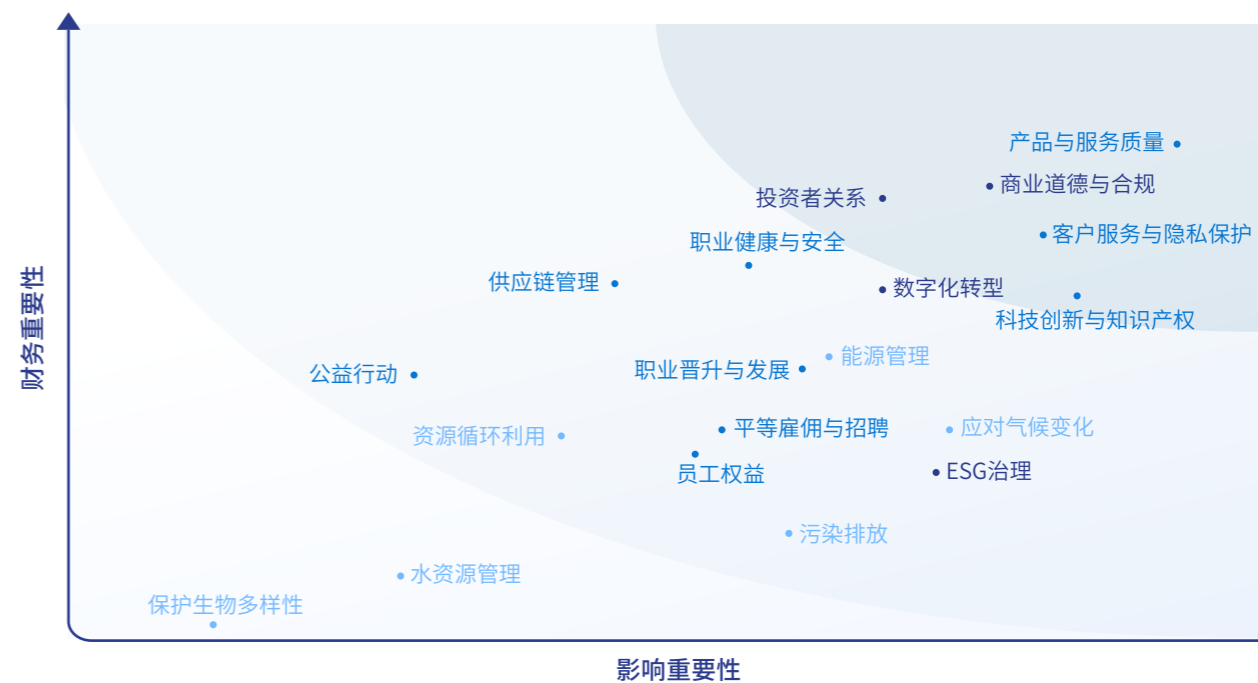 产品与服务质量
商业道德与合规
投资者关系
客户服务与隐私保护
职业健康与安全
供应链管理
数字化转型
科技创新与知识产权
财务重要性
能源管理
职业晋升与发展
公益行动
应对气候变化
平等雇佣与招聘
资源循环利用
ESG治理
员工权益
污染排放
水资源管理
保护生物多样性
影响重要性